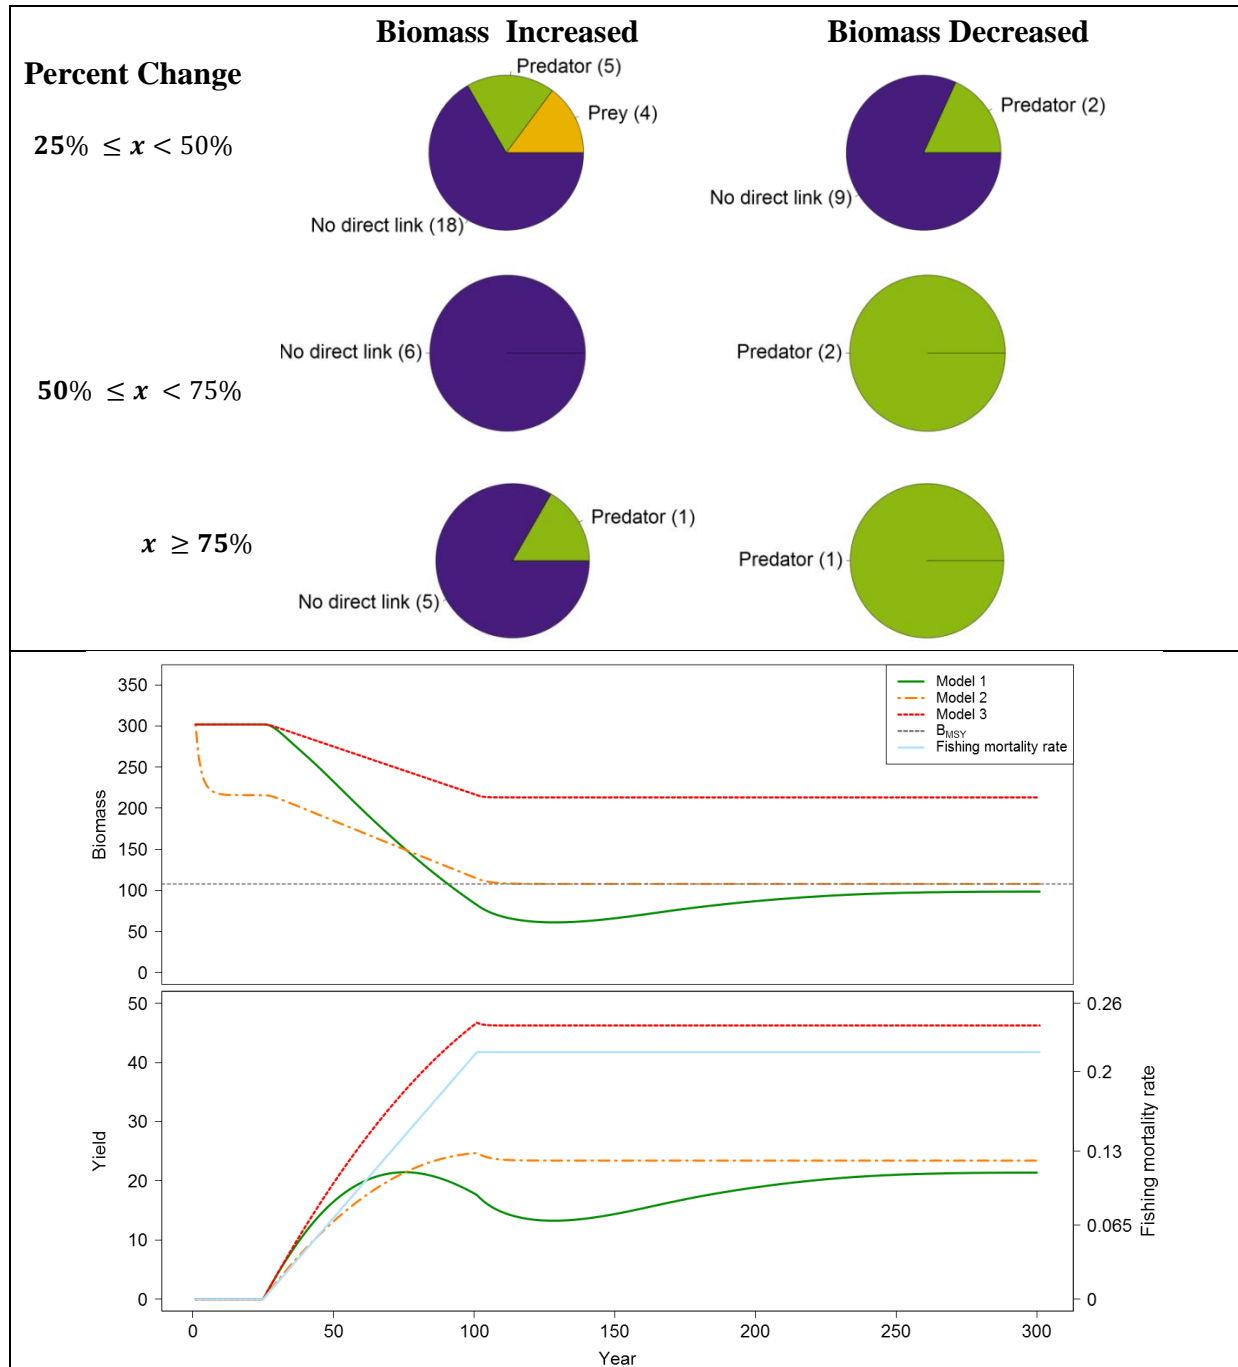 Biomass Increased
Biomass Decreased
Percent Change
25% ≤ x < 50%
Predator (5)
Prey (4)
No direct link (18)
Predator (2)
No direct link (9)
50% ≤ x < 75%
No direct link (6)
Predator (2)
x ≥ 75%
Predator (1)
No direct link (5)
Predator (1)
Model 1
Model 2
Model 3
BMSY
Fishing mortality rate
Biomass
350
300
250
200
150
100
50
0
Yield
50
40
30
20
10
0
0.26
0.2
0.13
0.065
0
Fishing mortality rate
0 50 100 150 200 250 300
Year